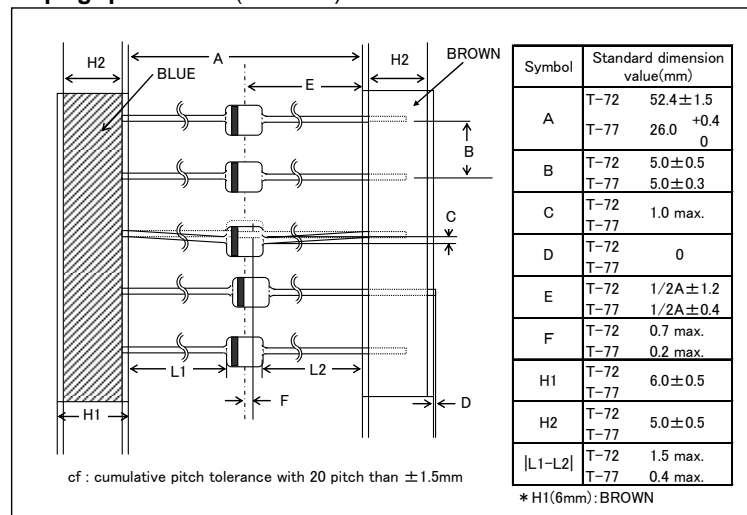 H2
A
H2
BROWN
BLUE
E
B
C
L1
L2
F
D
H1
cf : cumulative pitch tolerance with 20 pitch than ±1.5mm
Symbol Standard dimension value(mm)
A T-72 52.4±1.5
T-77 26.0 +0.4 0
B T-72 5.0±0.5
T-77 5.0±0.3
C T-72 T-77 1.0 max.
D T-72 T-77 0
E T-72 1/2A±1.2
T-77 1/2A±0.4
F T-72 0.7 max.
T-77 0.2 max.
H1 T-72 T-77 6.0±0.5
H2 T-72 T-77 5.0±0.5
|L1-L2| T-72 1.5 max.
T-77 0.4 max.
*H1(6mm):BROWN